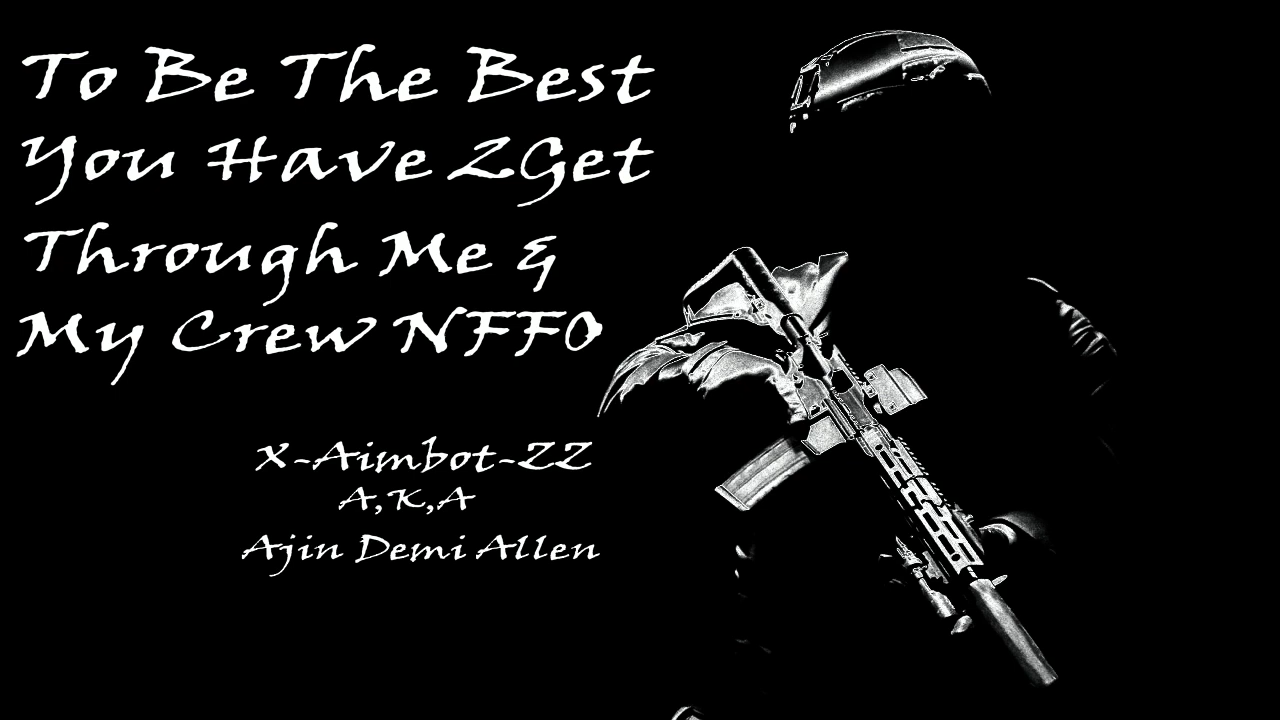 To Be The Best
You Have 2Get
Through Me &
My Crew NFFO
X-Aimbot-ZZ
A,K,A
Ajin Demi Allen